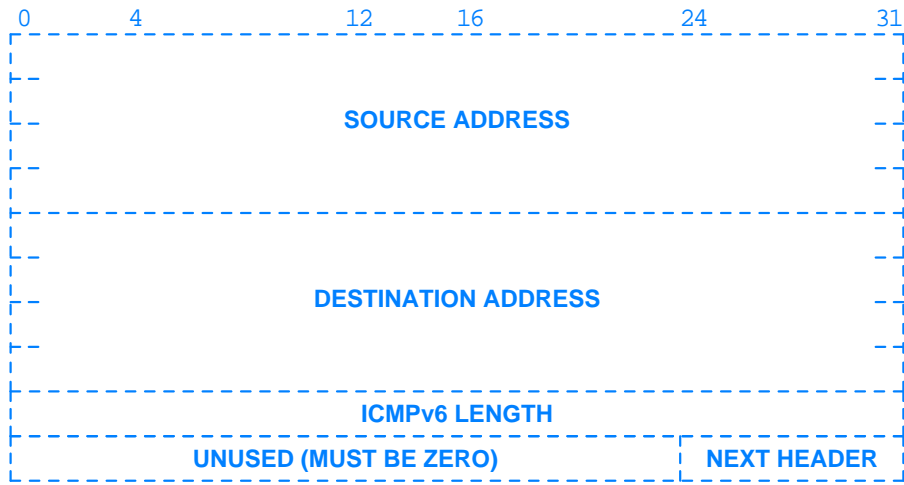 0 4 12 16 24 31
SOURCE ADDRESS
DESTINATION ADDRESS
ICMPv6 LENGTH
UNUSED (MUST BE ZERO) NEXT HEADER